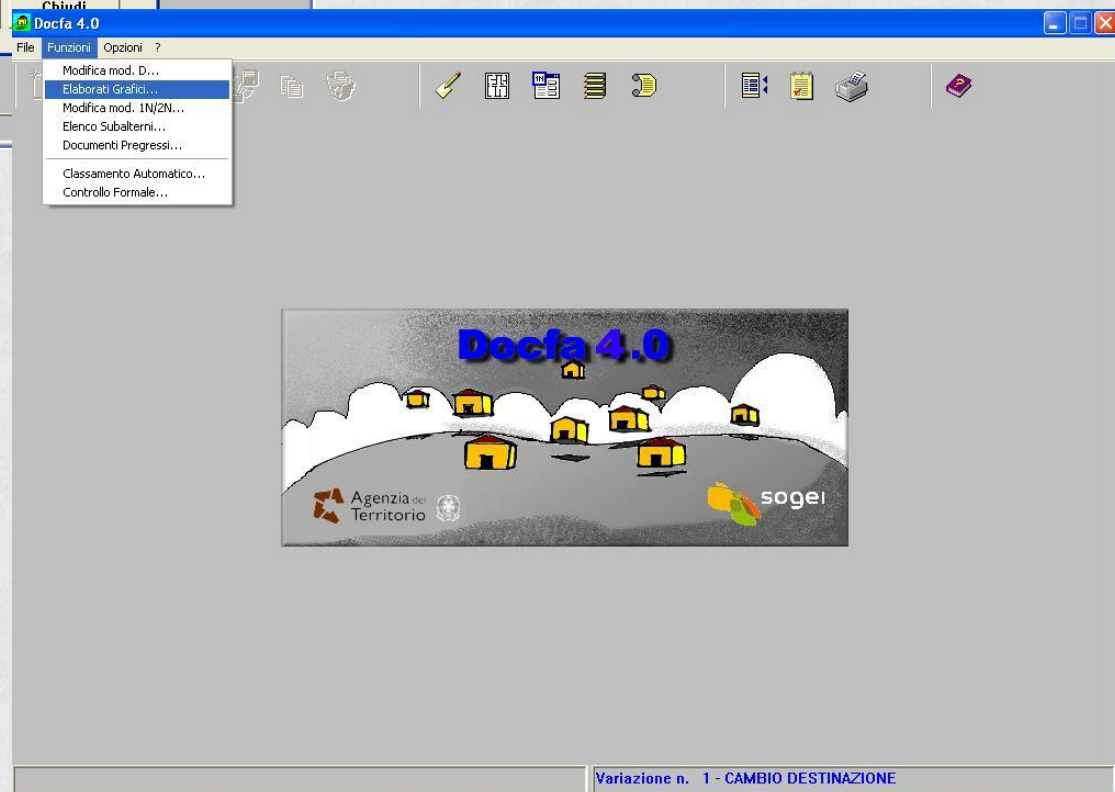 Chiudi
Docfa 4.0
File Funzioni Opzioni ?
Modifica mod. D...
Elaborati Grafici...
Modifica mod. 1N/2N...
Elenco Subalterni...
Documenti Pregressi...
Classamento Automatico...
Controllo Formale...
1N
Docfa 4.0
Agenzia del
Territorio
sogei
Variazione n. 1 - CAMBIO DESTINAZIONE